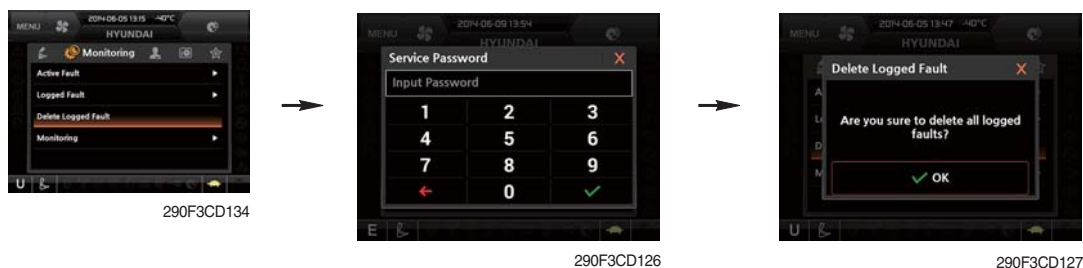 MENU
2014-06-05 13:15 -40°C
HYUNDAI
Monitoring
Active Fault
Logged Fault
Delete Logged Fault
Monitoring
U
290F3CD134
MENU
2014-06-09 13:54
HYUNDAI
Service Password X
Input Password
1 2 3
4 5 6
7 8 9
0
E
290F3CD126
MENU
2014-06-05 13:47 -40°C
HYUNDAI
Delete Logged Fault X
A
L
D
M
Are you sure to delete all logged
faults?
OK
U
290F3CD127